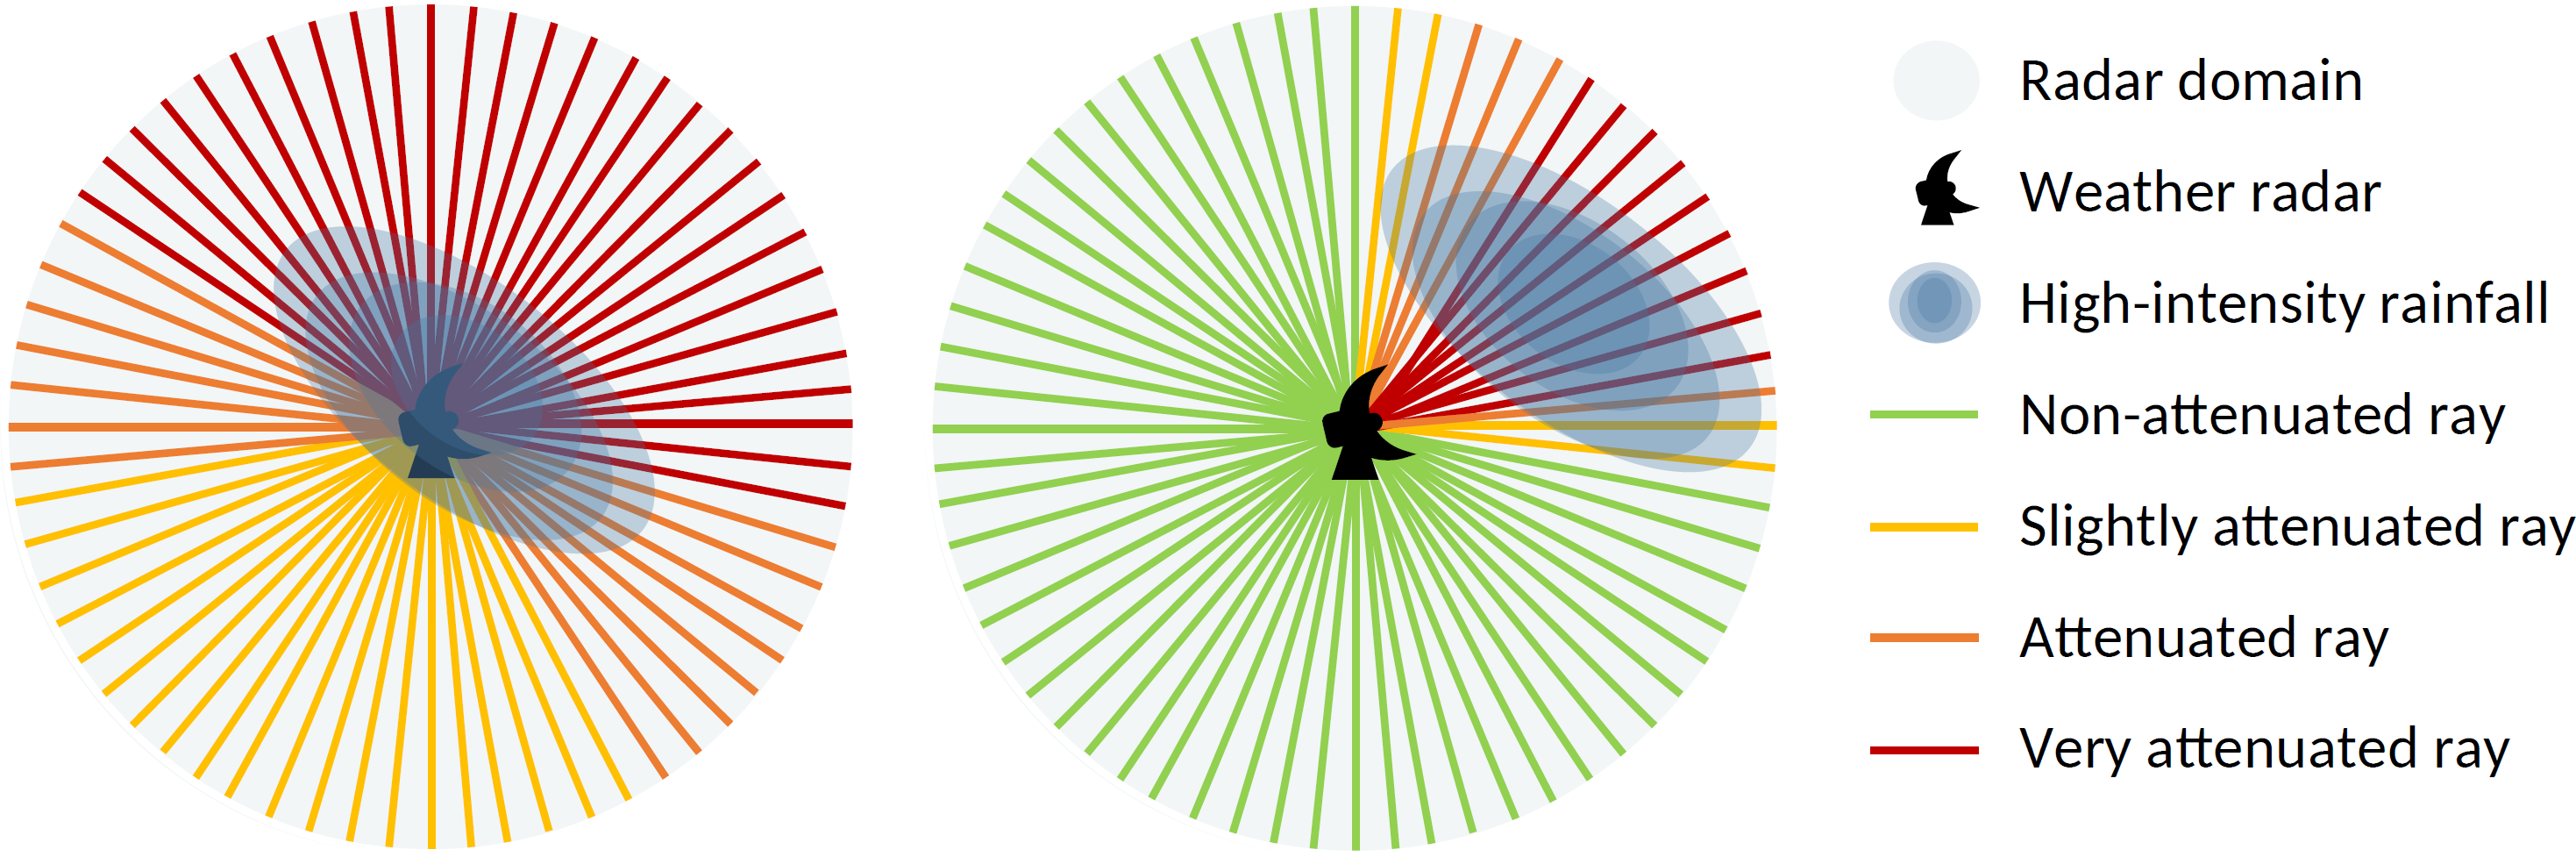 Radar domain
Weather radar
High-intensity rainfall
Non-attenuated ray
Slightly attenuated ray
Attenuated ray
Very attenuated ray